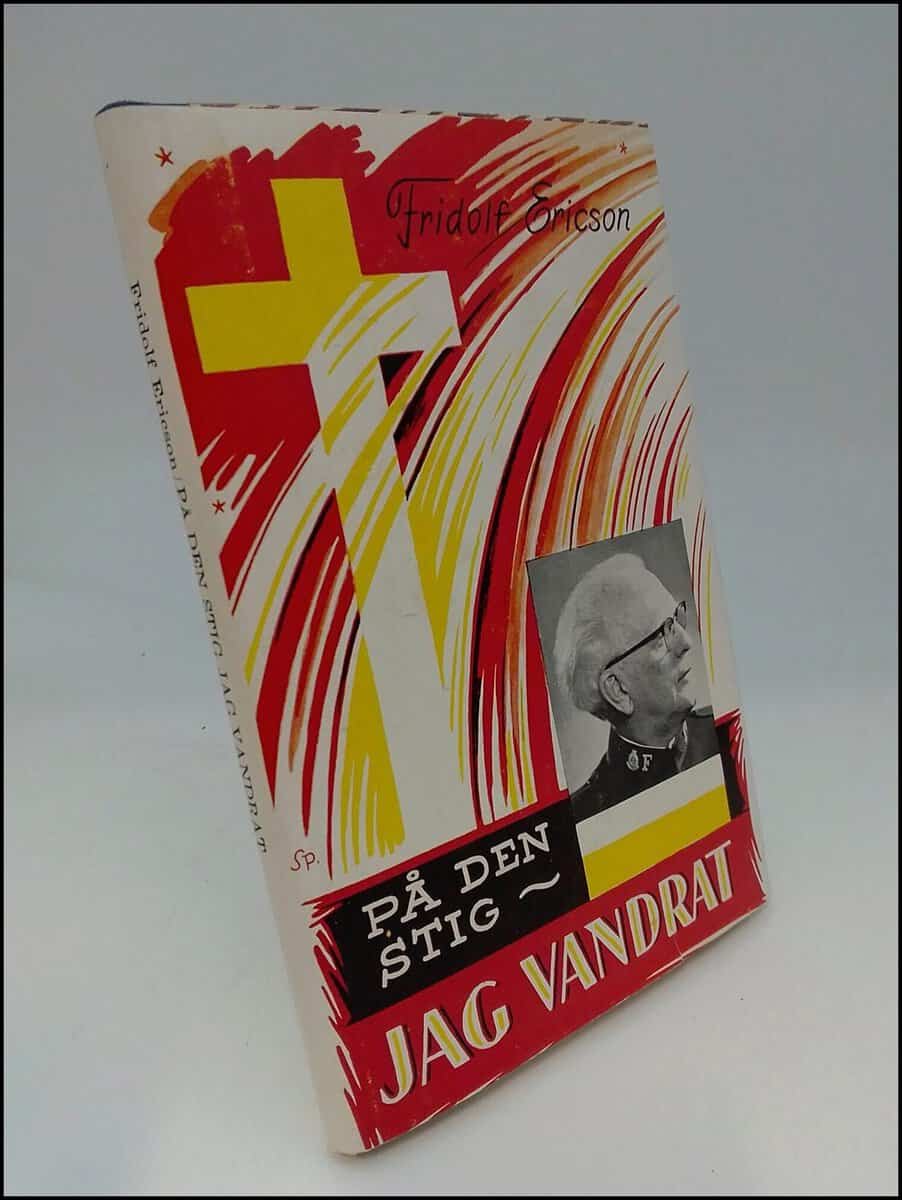 Fridolf Ericson
Fridolf Ericson / PÅ DEN STIG JAG VANDRAT
F
Sp.
PÅ DEN
STIG ~
JAG VANDRAT